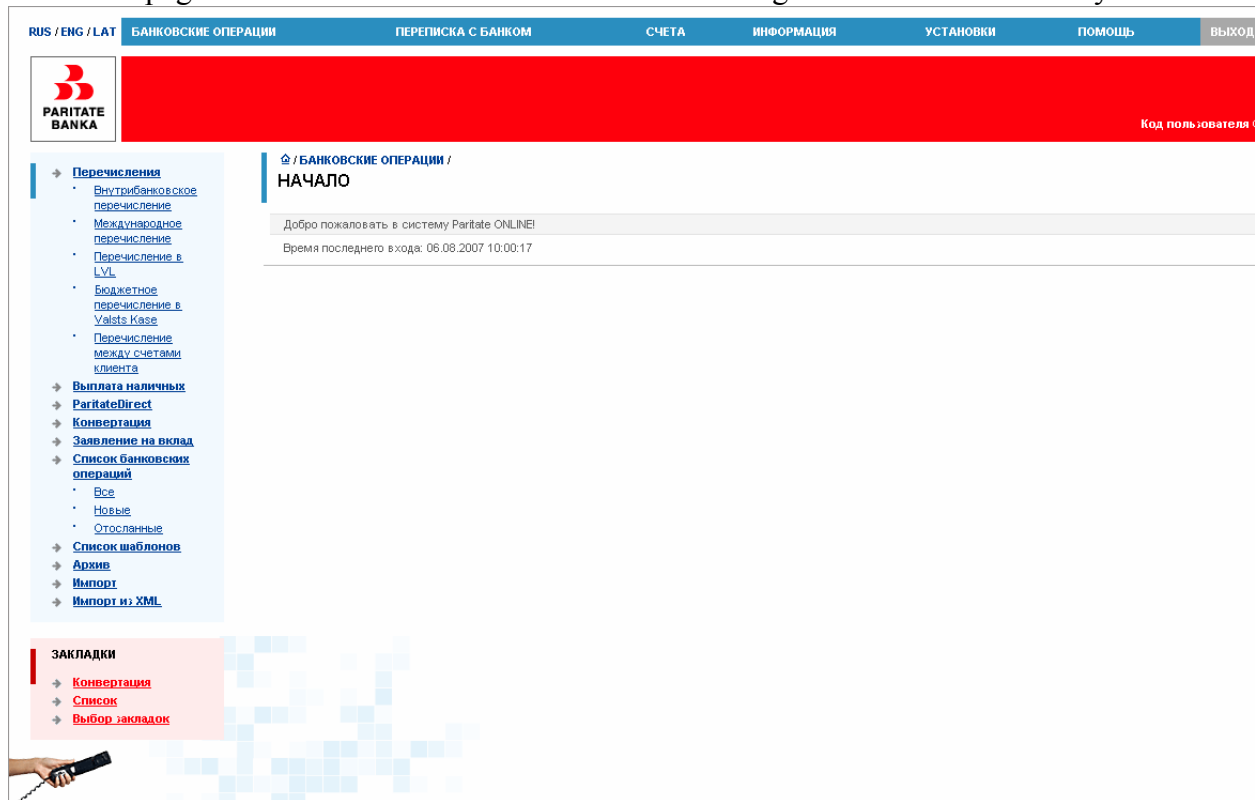 RUS / ENG / LAT БАНКОВСКИЕ ОПЕРАЦИИ ПЕРЕПИСКА С БАНКОМ СЧЕТА ИНФОРМАЦИЯ УСТАНОВКИ ПОМОЩЬ ВЫХОД
PARITATE
BANKA
Код пользователя
/ БАНКОВСКИЕ ОПЕРАЦИИ /
НАЧАЛО
Добро пожаловать в систему Paritate ONLINE!
Время последнего входа: 06.08.2007 10:00:17
Перечисления
Внутрибанковское
перечисление
Международное
перечисление
Перечисление в
LVL
Бюджетное
перечисление в
Valsts Kase
Перечисление
между счетами
клиента
Выплата наличных
ParitateDirect
Конвертация
Заявление на вклад
Список банковских
операций
Все
Новые
Отосланные
Список шаблонов
Архив
Импорт
Импорт из XML
ЗАКЛАДКИ
Конвертация
Список
Выбор закладок